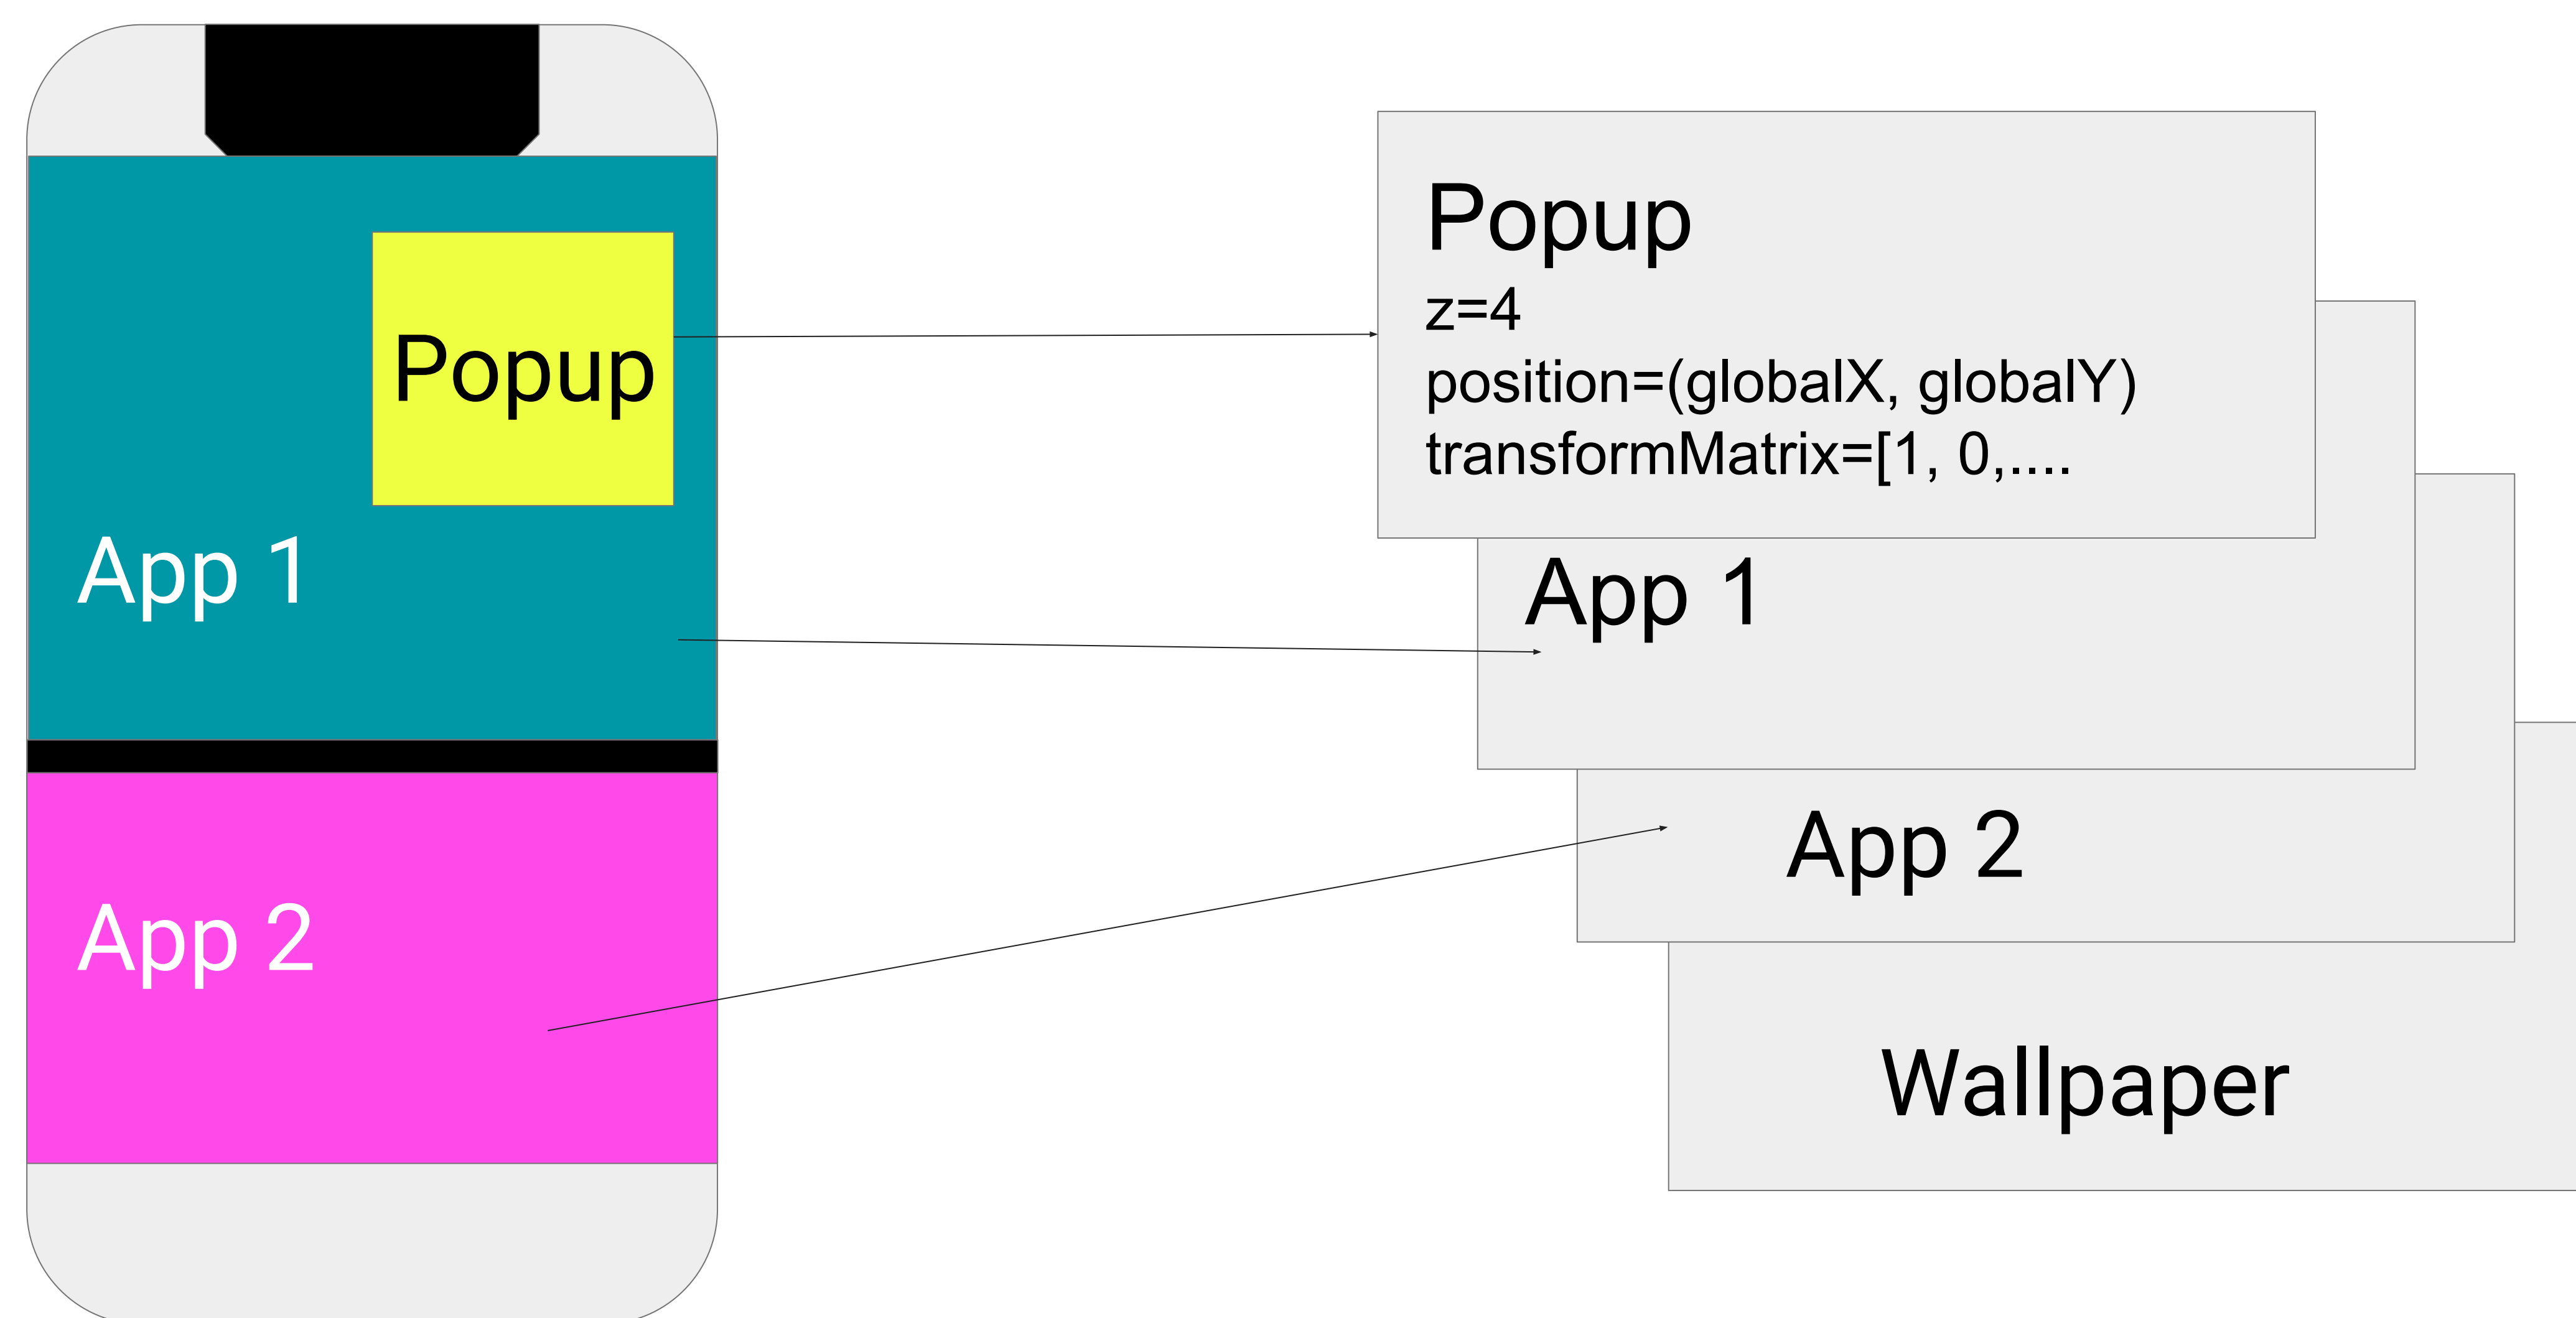 Popup
App 1
App 2
Popup
z=4
position=(globalX, globalY)
transformMatrix=[1, 0,....
App 1
App 2
Wallpaper